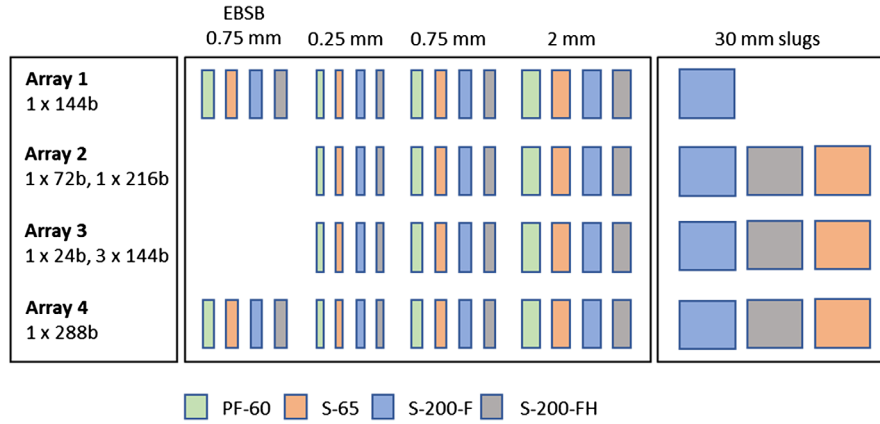 EBSB
0.75 mm 0.25 mm 0.75 mm 2 mm 30 mm slugs
Array 1
1 x 144b
Array 2
1 x 72b, 1 x 216b
Array 3
1 x 24b, 3 x 144b
Array 4
1 x 288b
PF-60 S-65 S-200-F S-200-FH